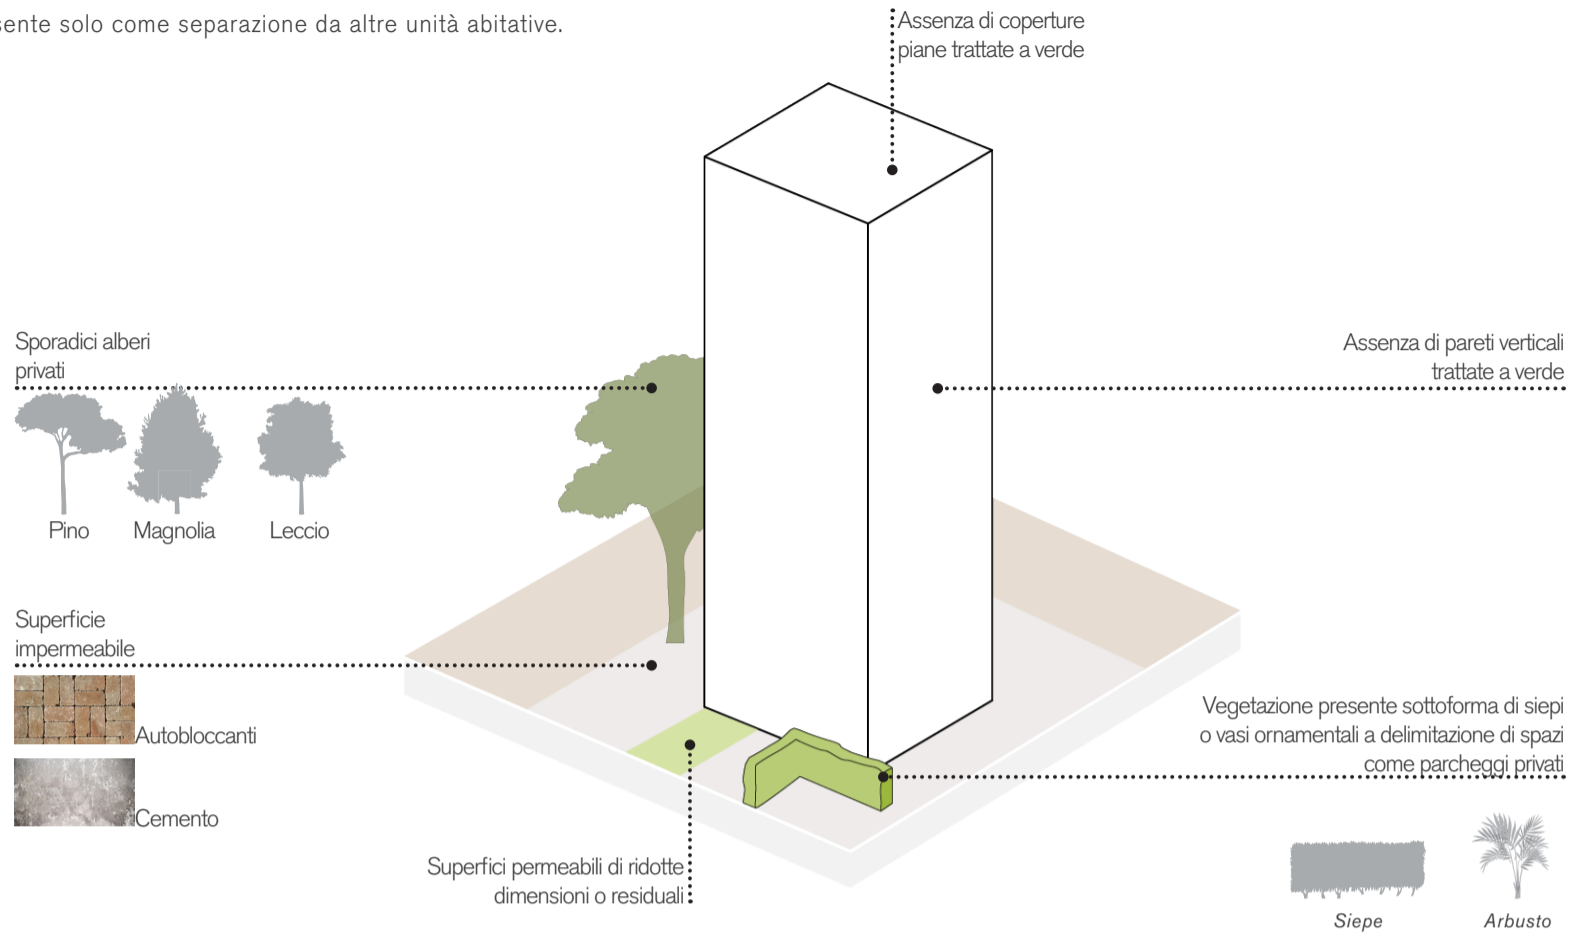 sente solo come separazione da altre unità abitative.
Assenza di coperture
piane trattate a verde
Sporadici alberi
privati
Pino
Magnolia
Leccio
Assenza di pareti verticali
trattate a verde
Superficie
impermeabile
Autobloccanti
Cemento
Superfici permeabili di ridotte
dimensioni o residuali
Vegetazione presente sottoforma di siepi
o vasi ornamentali a delimitazione di spazi
come parcheggi privati
Siepe
Arbusto